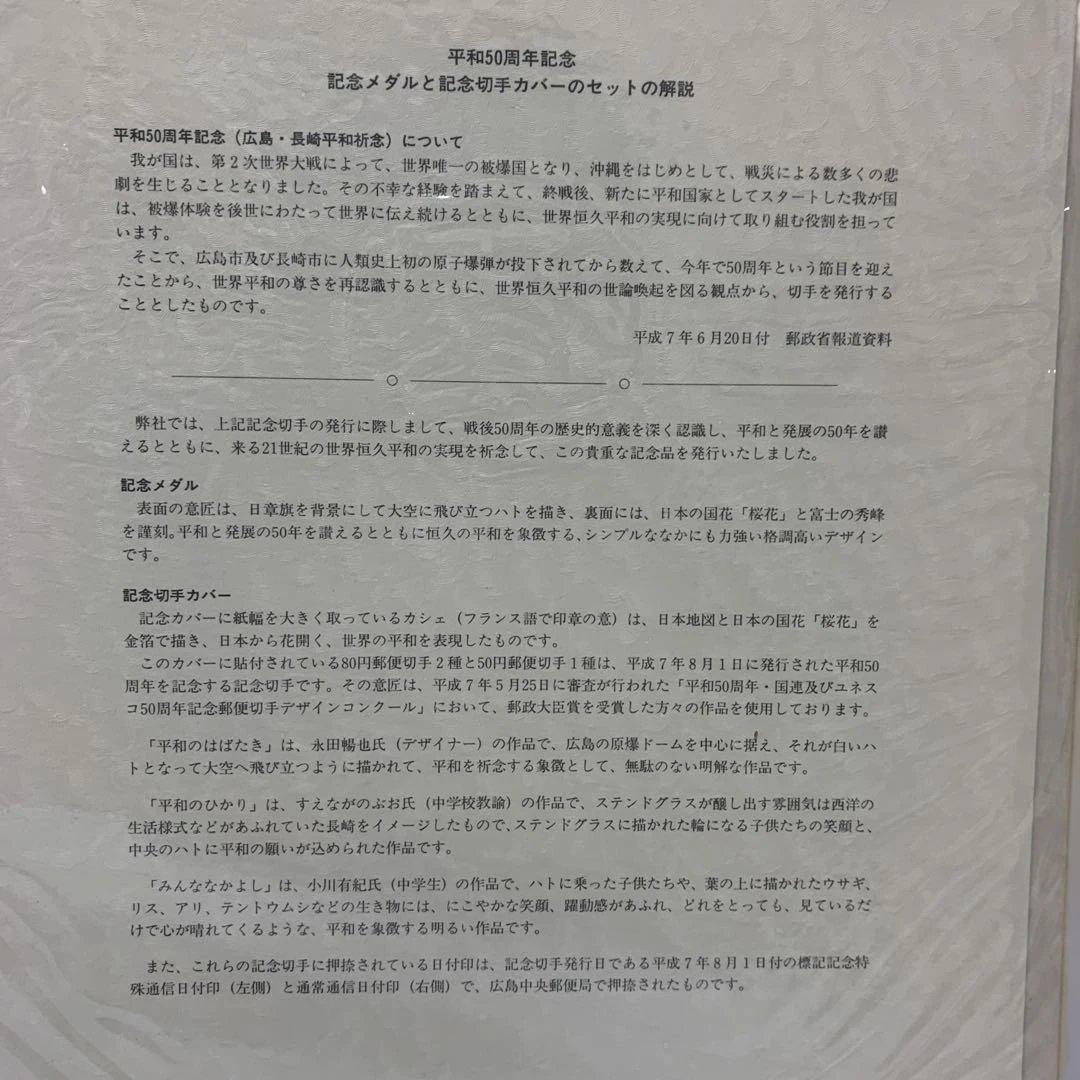 平和50周年記念
記念メダルと記念切手カバーのセットの解説
平和50周年記念（広島・長崎平和祈念）について
我が国は、第２次世界大戦によって、世界唯一の被爆国となり、沖縄をはじめとして、戦災による数多くの悲
劇を生じることとなりました。その不幸な経験を踏まえて、終戦後、新たに平和国家としてスタートした我が国
は、被爆体験を後世にわたって世界に伝え続けるとともに、世界恒久平和の実現に向けて取り組む役割を担って
います。
そこで、広島市及び長崎市に人類史上初の原子爆弾が投下されてから数えて、今年で50周年という節目を迎え
たことから、世界平和の尊さを再認識するとともに、世界恒久平和の世論喚起を図る観点から、切手を発行する
こととしたものです。
平成７年６月20日付　郵政省報道資料
弊社では、上記記念切手の発行に際しまして、戦後50周年の歴史的意義を深く認識し、平和と発展の50年を讃
えるとともに、来る21世紀の世界恒久平和の実現を祈念して、この貴重な記念品を発行いたしました。
記念メダル
表面の意匠は、日章旗を背景にして大空に飛び立つハトを描き、裏面には、日本の国花「桜花」と富士の秀峰
を謹刻。平和と発展の50年を讃えるとともに恒久の平和を象徴する、シンプルななかにも力強い格調高いデザイン
です。
記念切手カバー
記念カバーに紙幅を大きく取っているカシェ（フランス語で印章の意）は、日本地図と日本の国花「桜花」を
金箔で描き、日本から花開く、世界の平和を表現したものです。
このカバーに貼付されている80円郵便切手２種と50円郵便切手１種は、平成７年８月１日に発行された平和50
周年を記念する記念切手です。その意匠は、平成７年５月25日に審査が行われた「平和50周年・国連及びユネス
コ50周年記念郵便切手デザインコンクール」において、郵政大臣賞を受賞した方々の作品を使用しております。
「平和のはばたき」は、永田暢也氏（デザイナー）の作品で、広島の原爆ドームを中心に据え、それが白いハ
トとなって大空へ飛び立つように描かれて、平和を祈念する象徴として、無駄のない明解な作品です。
「平和のひかり」は、すえながのぶお氏（中学校教諭）の作品で、ステンドグラスが醸し出す雰囲気は西洋の
生活様式などがあふれていた長崎をイメージしたもので、ステンドグラスに描かれた輪になる子供たちの笑顔と、
中央のハトに平和の願いが込められた作品です。
「みんななかよし」は、小川有紀氏（中学生）の作品で、ハトに乗った子供たちや、葉の上に描かれたウサギ、
リス、アリ、テントウムシなどの生き物には、にこやかな笑顔、躍動感があふれ、どれをとっても、見ているだ
けで心が晴れてくるような、平和を象徴する明るい作品です。
また、これらの記念切手に押捺されている日付印は、記念切手発行日である平成７年８月１日付の標記記念特
殊通信日付印（左側）と通常通信日付印（右側）で、広島中央郵便局で押捺されたものです。